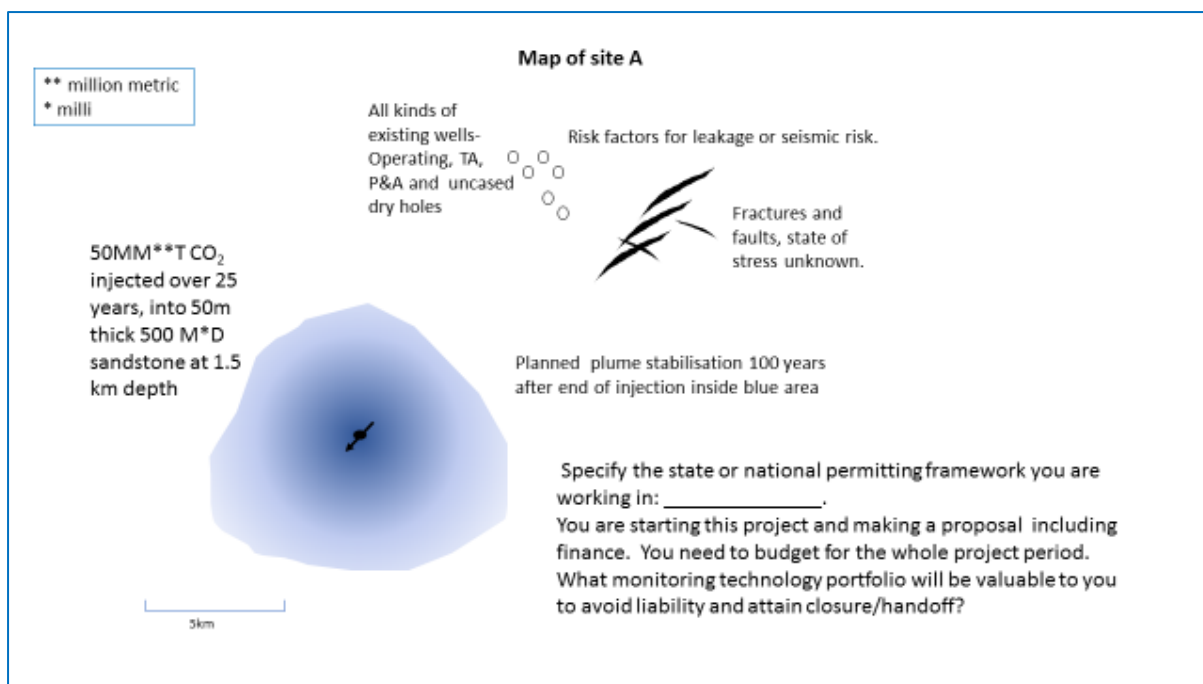 Map of site A
** million metric
* milli
All kinds of
existing wells-
Operating, TA,
P&A and uncased
dry holes
Risk factors for leakage or seismic risk.
Fractures and
faults, state of
stress unknown.
50MM**T CO₂
injected over 25
years, into 50m
thick 500 M*D
sandstone at 1.5
km depth
Planned plume stabilisation 100 years
after end of injection inside blue area
Specify the state or national permitting framework you are
working in: _______________.
You are starting this project and making a proposal including
finance. You need to budget for the whole project period.
What monitoring technology portfolio will be valuable to you
to avoid liability and attain closure/handoff?
5km